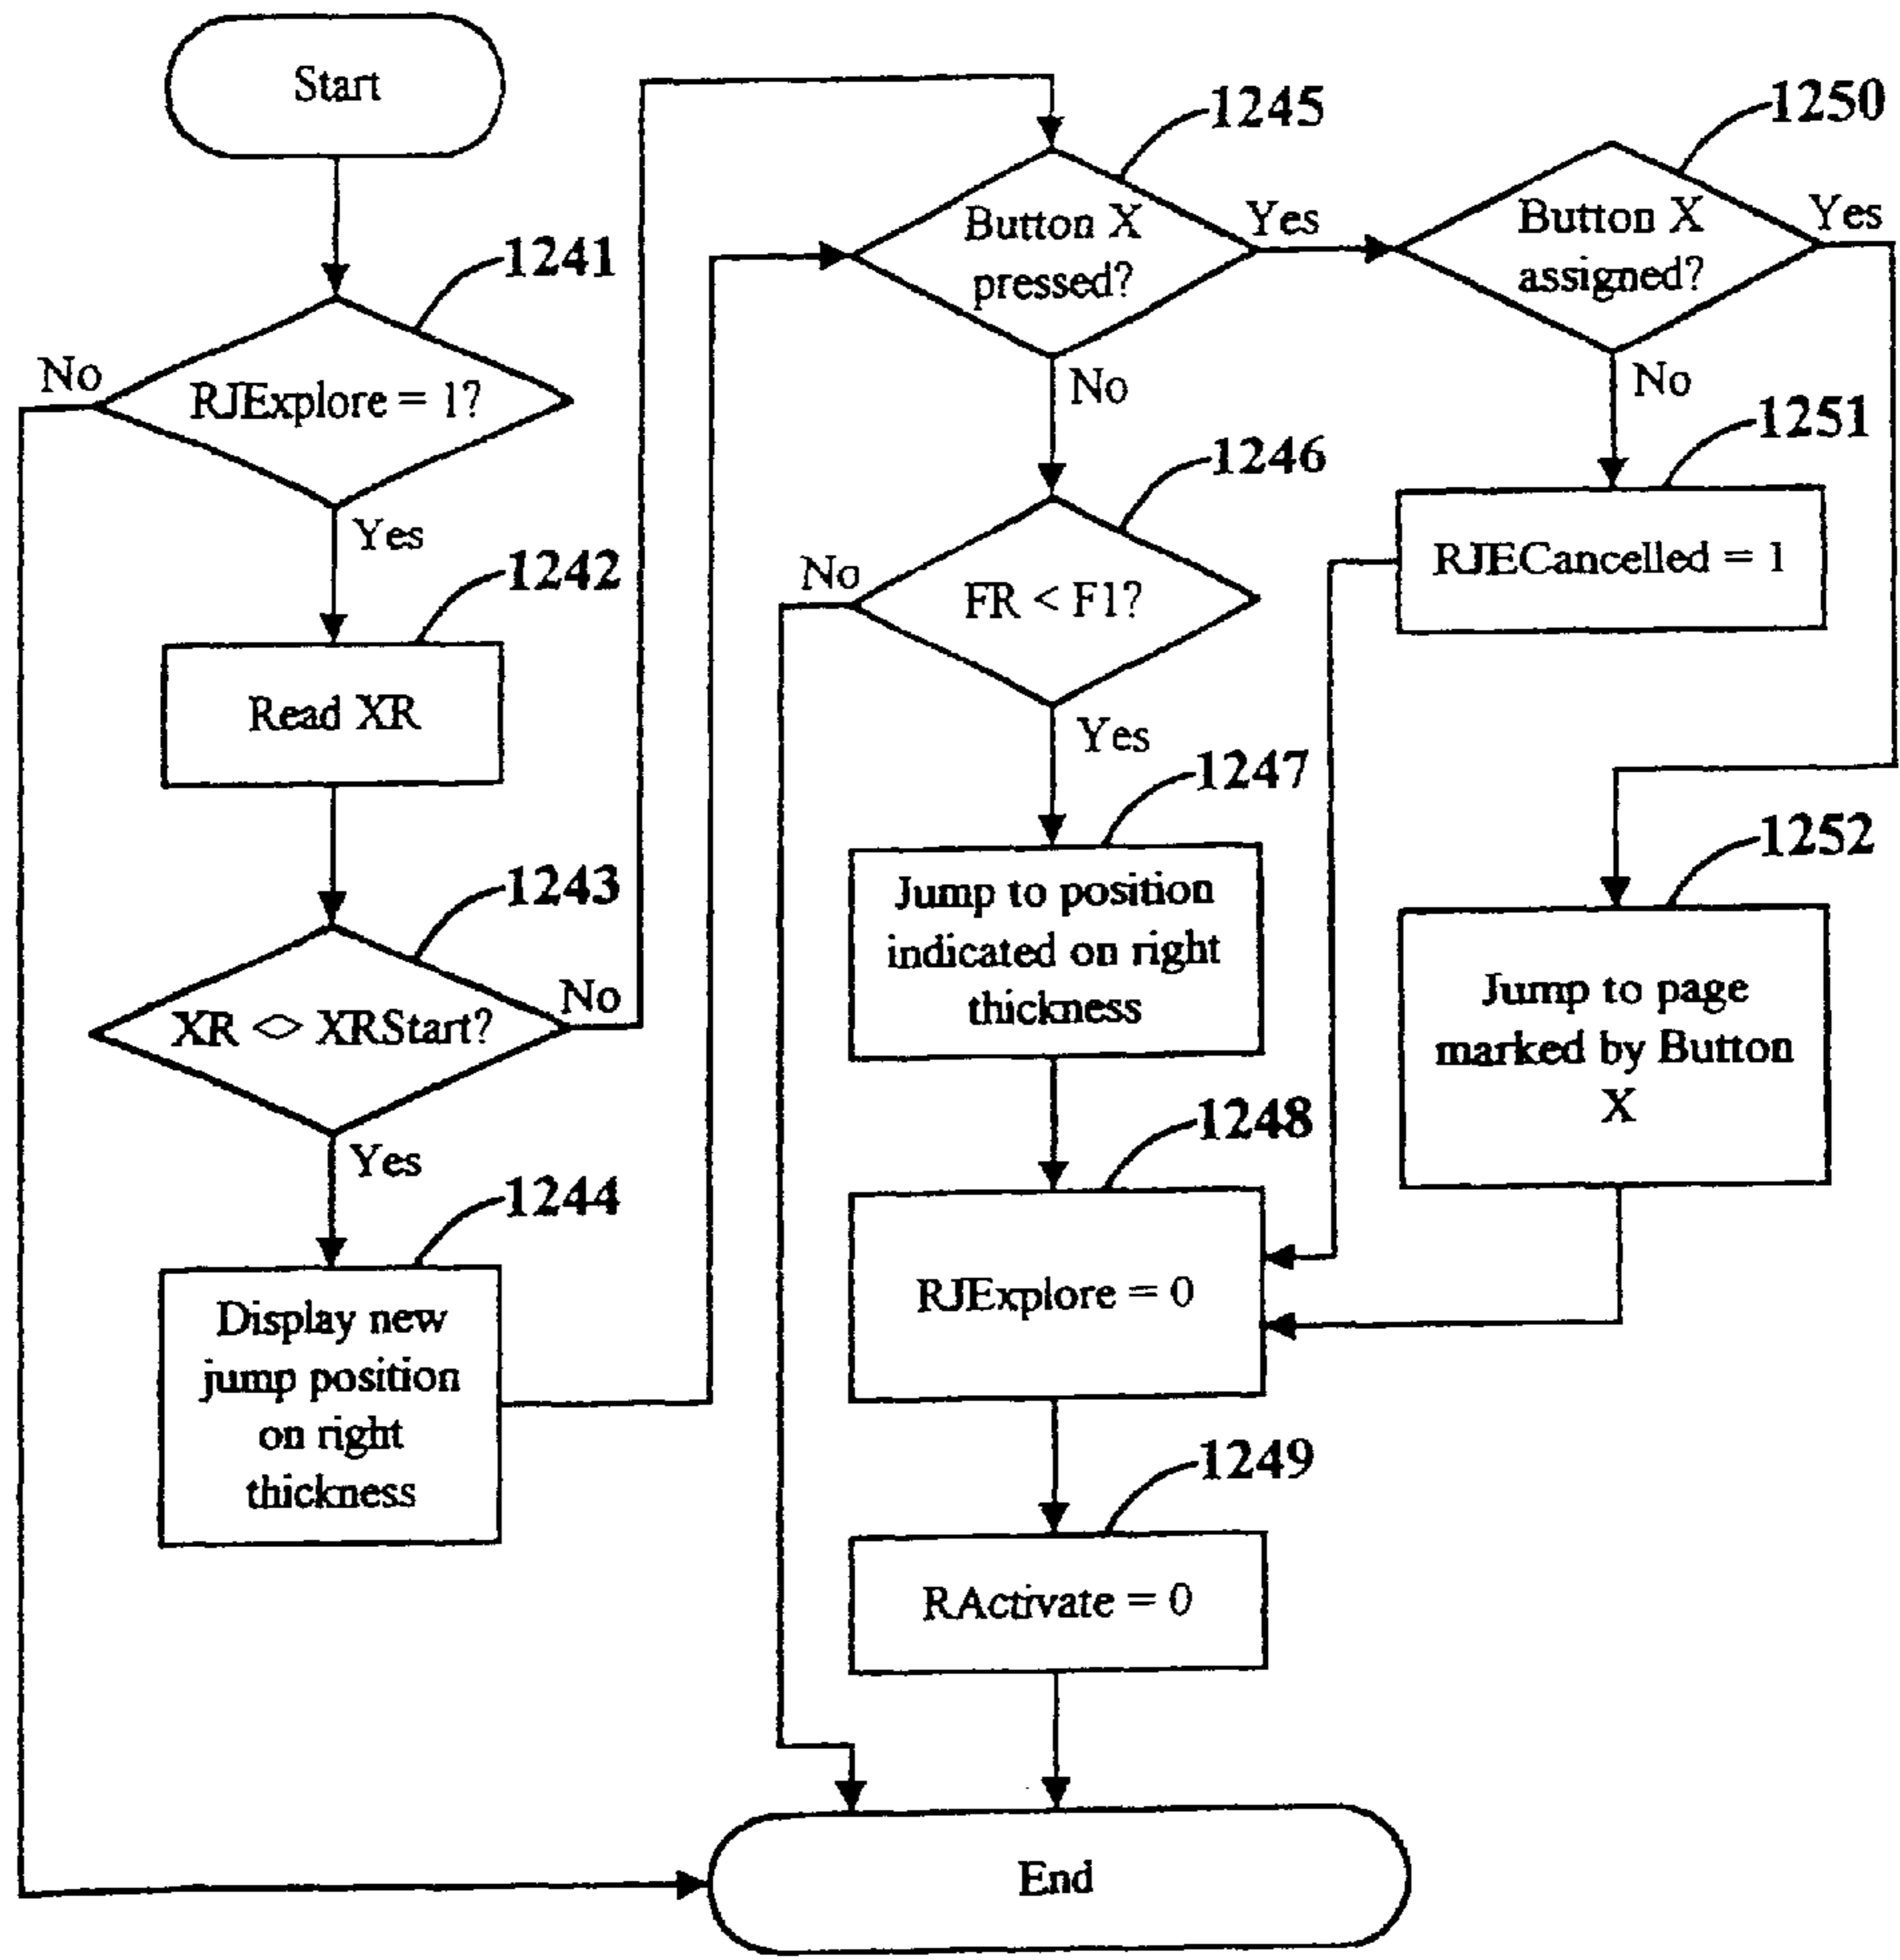 Start
1241
No
RJExplore = 1?
Yes
1242
Read XR
1243
XR <> XRStart?
No
Yes
1244
Display new
jump position
on right
thickness
1245
Button X
pressed?
Yes
No
1246
No
FR < F1?
Yes
1247
Jump to position
indicated on right
thickness
1248
RJExplore = 0
1249
RActivate = 0
End
1250
Button X
assigned?
Yes
No
1251
RJECancelled = 1
1252
Jump to page
marked by Button
X